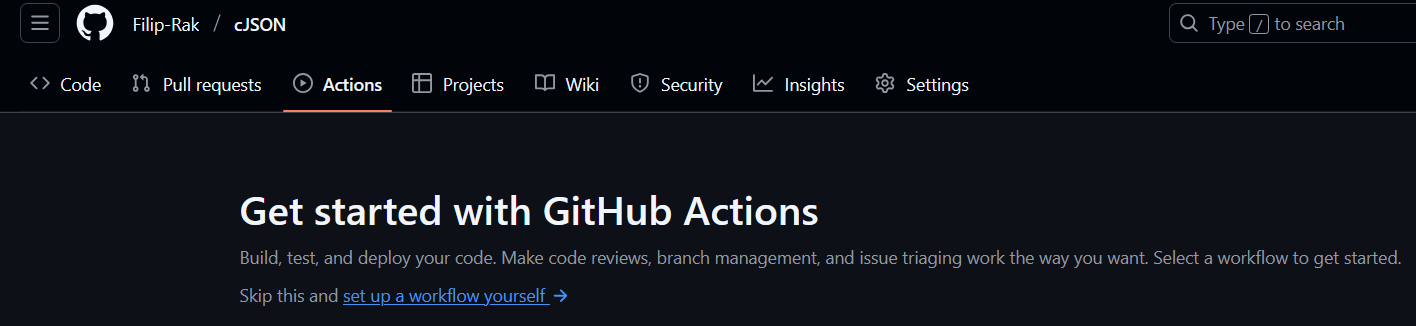 Filip-Rak / cJSON
Type / to search
Code Pull requests Actions Projects Wiki Security Insights Settings
Get started with GitHub Actions
Build, test, and deploy your code. Make code reviews, branch management, and issue triaging work the way you want. Select a workflow to get started.
Skip this and set up a workflow yourself →